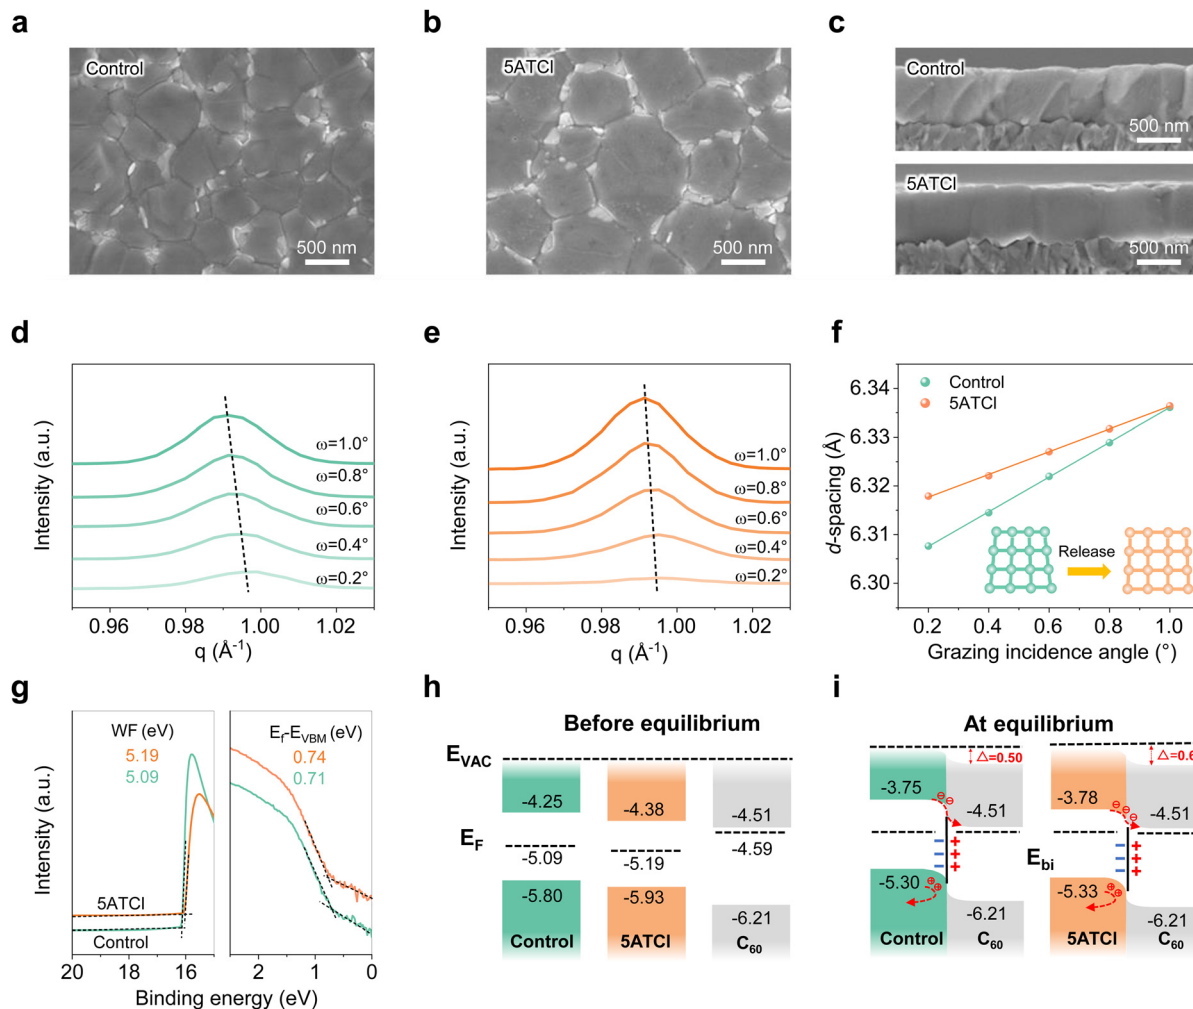 a
Control
500 nm
b
5ATCl
500 nm
c
Control
500 nm
5ATCl
500 nm
d
Intensity (a.u.)
ω=1.0°
ω=0.8°
ω=0.6°
ω=0.4°
ω=0.2°
0.96 0.98 1.00 1.02
q (Å-1)
e
Intensity (a.u.)
ω=1.0°
ω=0.8°
ω=0.6°
ω=0.4°
ω=0.2°
0.96 0.98 1.00 1.02
q (Å-1)
f
d-spacing (Å)
6.34
6.33
6.32
6.31
6.30
Control
5ATCl
Release
0.2 0.4 0.6 0.8 1.0
Grazing incidence angle (°)
g
Intensity (a.u.)
WF (eV)
5.19
5.09
5ATCl
Control
20 16
Ef-EVBM (eV)
0.74
0.71
2 1 0
Binding energy (eV)
h
Before equilibrium
EVAC
-4.25
-4.38
-4.51
EF
-5.09
-5.19
-4.59
-5.80
-5.93
-6.21
Control
5ATCl
C60
i
At equilibrium
Δ=0.50
-3.75
-4.51
-5.30
-6.21
Control
C60
Ebi
-3.78
-4.51
-5.33
-6.21
5ATCl
C60